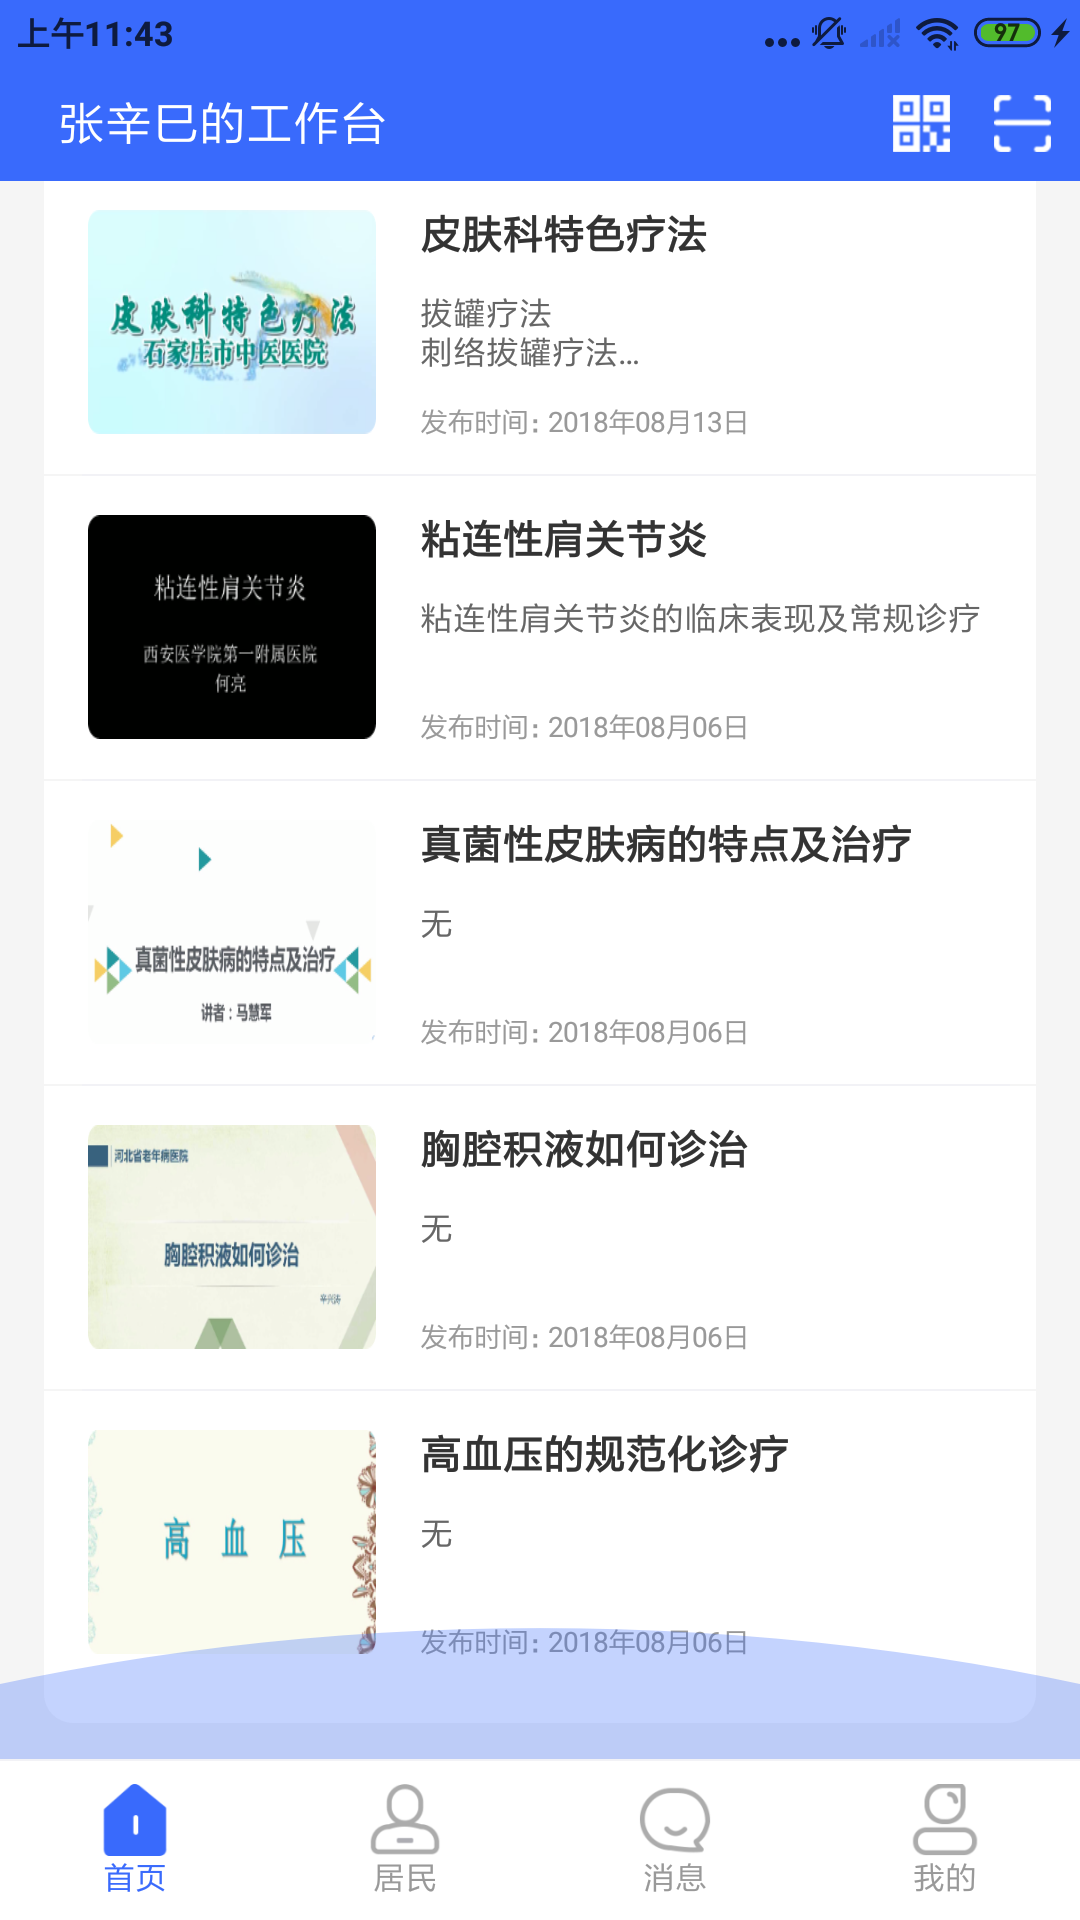 上午11:43
97
张辛巳的工作台
皮肤科特色疗法
石家庄市中医医院
皮肤科特色疗法
拔罐疗法
刺络拔罐疗法...
发布时间: 2018年08月13日
粘连性肩关节炎
西安医学院第一附属医院
何亮
粘连性肩关节炎
粘连性肩关节炎的临床表现及常规诊疗
发布时间: 2018年08月06日
真菌性皮肤病的特点及治疗
讲者:马慧军
真菌性皮肤病的特点及治疗
无
发布时间: 2018年08月06日
河北省老年病医院
胸腔积液如何诊治
胸腔积液如何诊治
无
发布时间: 2018年08月06日
高 血 压
高血压的规范化诊疗
无
发布时间: 2018年08月06日
首页
居民
消息
我的